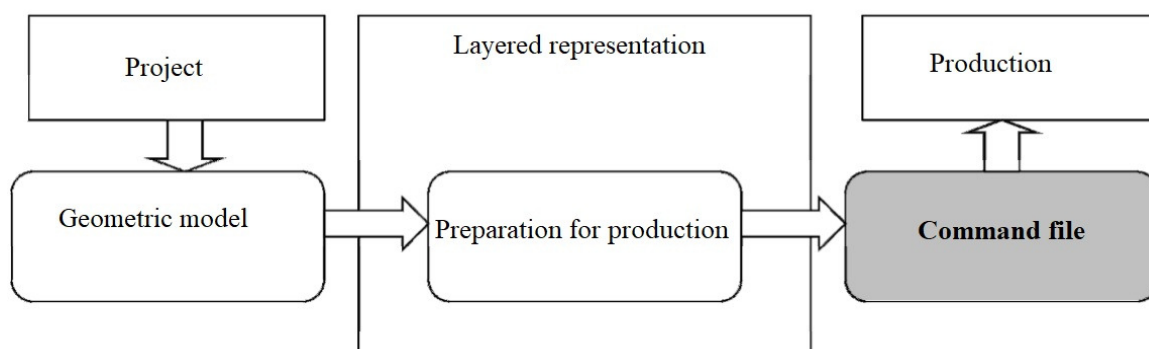 Project
Layered representation
Production
Geometric model
Preparation for production
Command file